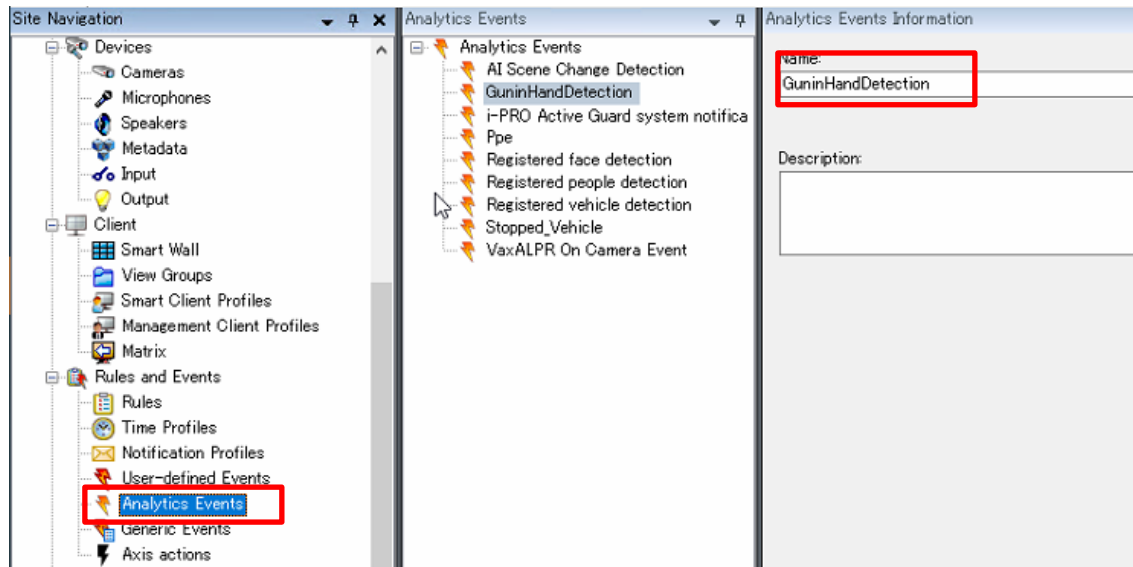 Site Navigation
Devices
Cameras
Microphones
Speakers
Metadata
Input
Output
Client
Smart Wall
View Groups
Smart Client Profiles
Management Client Profiles
Matrix
Rules and Events
Rules
Time Profiles
Notification Profiles
User-defined Events
Analytics Events
Generic Events
Axis actions
Analytics Events
Analytics Events
AI Scene Change Detection
GuninHandDetection
i-PRO Active Guard system notifica
Ppe
Registered face detection
Registered people detection
Registered vehicle detection
Stopped_Vehicle
VaxALPR On Camera Event
Analytics Events Information
Name:
GuninHandDetection
Description: